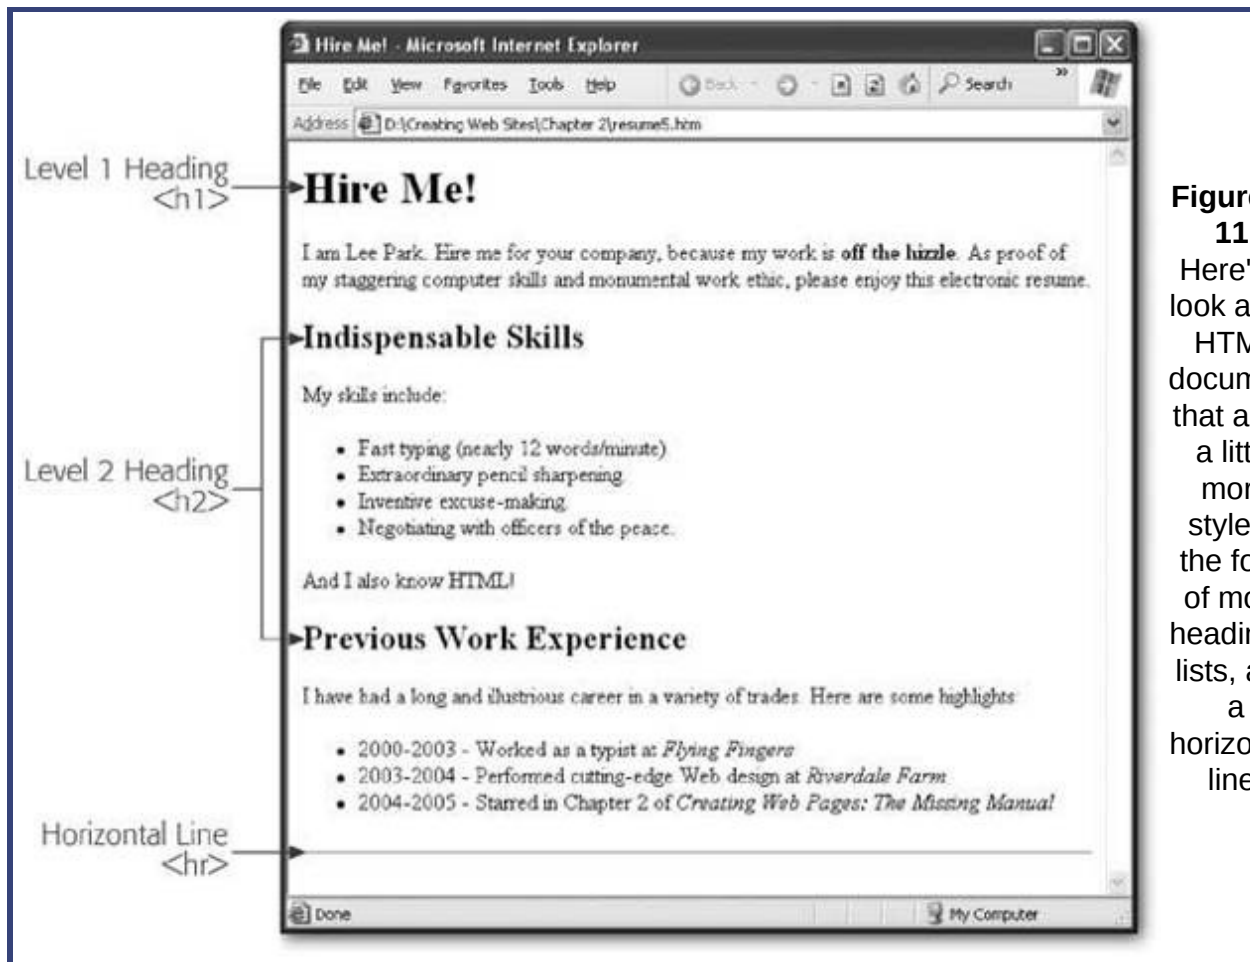 Hire Me! - Microsoft Internet Explorer
File Edit View Favorites Tools Help Back Search »
Address D:\Creating Web Sites\Chapter 2\resume5.htm
Level 1 Heading
<h1>
Hire Me!
I am Lee Park. Hire me for your company, because my work is off the hizzle. As proof of
my staggering computer skills and monumental work ethic, please enjoy this electronic resume.
Indispensable Skills
My skills include:
• Fast typing (nearly 12 words/minute)
• Extraordinary pencil sharpening
• Inventive excuse-making
• Negotiating with officers of the peace.
Level 2 Heading
<h2>
And I also know HTML!
Previous Work Experience
I have had a long and illustrious career in a variety of trades. Here are some highlights
• 2000-2003 - Worked as a typist at Flying Fingers
• 2003-2004 - Performed cutting-edge Web design at Riverdale Farm
• 2004-2005 - Starred in Chapter 2 of Creating Web Pages: The Missing Manual
Horizontal Line
<hr>
Done My Computer
Figure
11
Here'
look a
HTM
docum
that a
a litt
mor
style
the fo
of mo
headin
lists, a
a
horizo
line